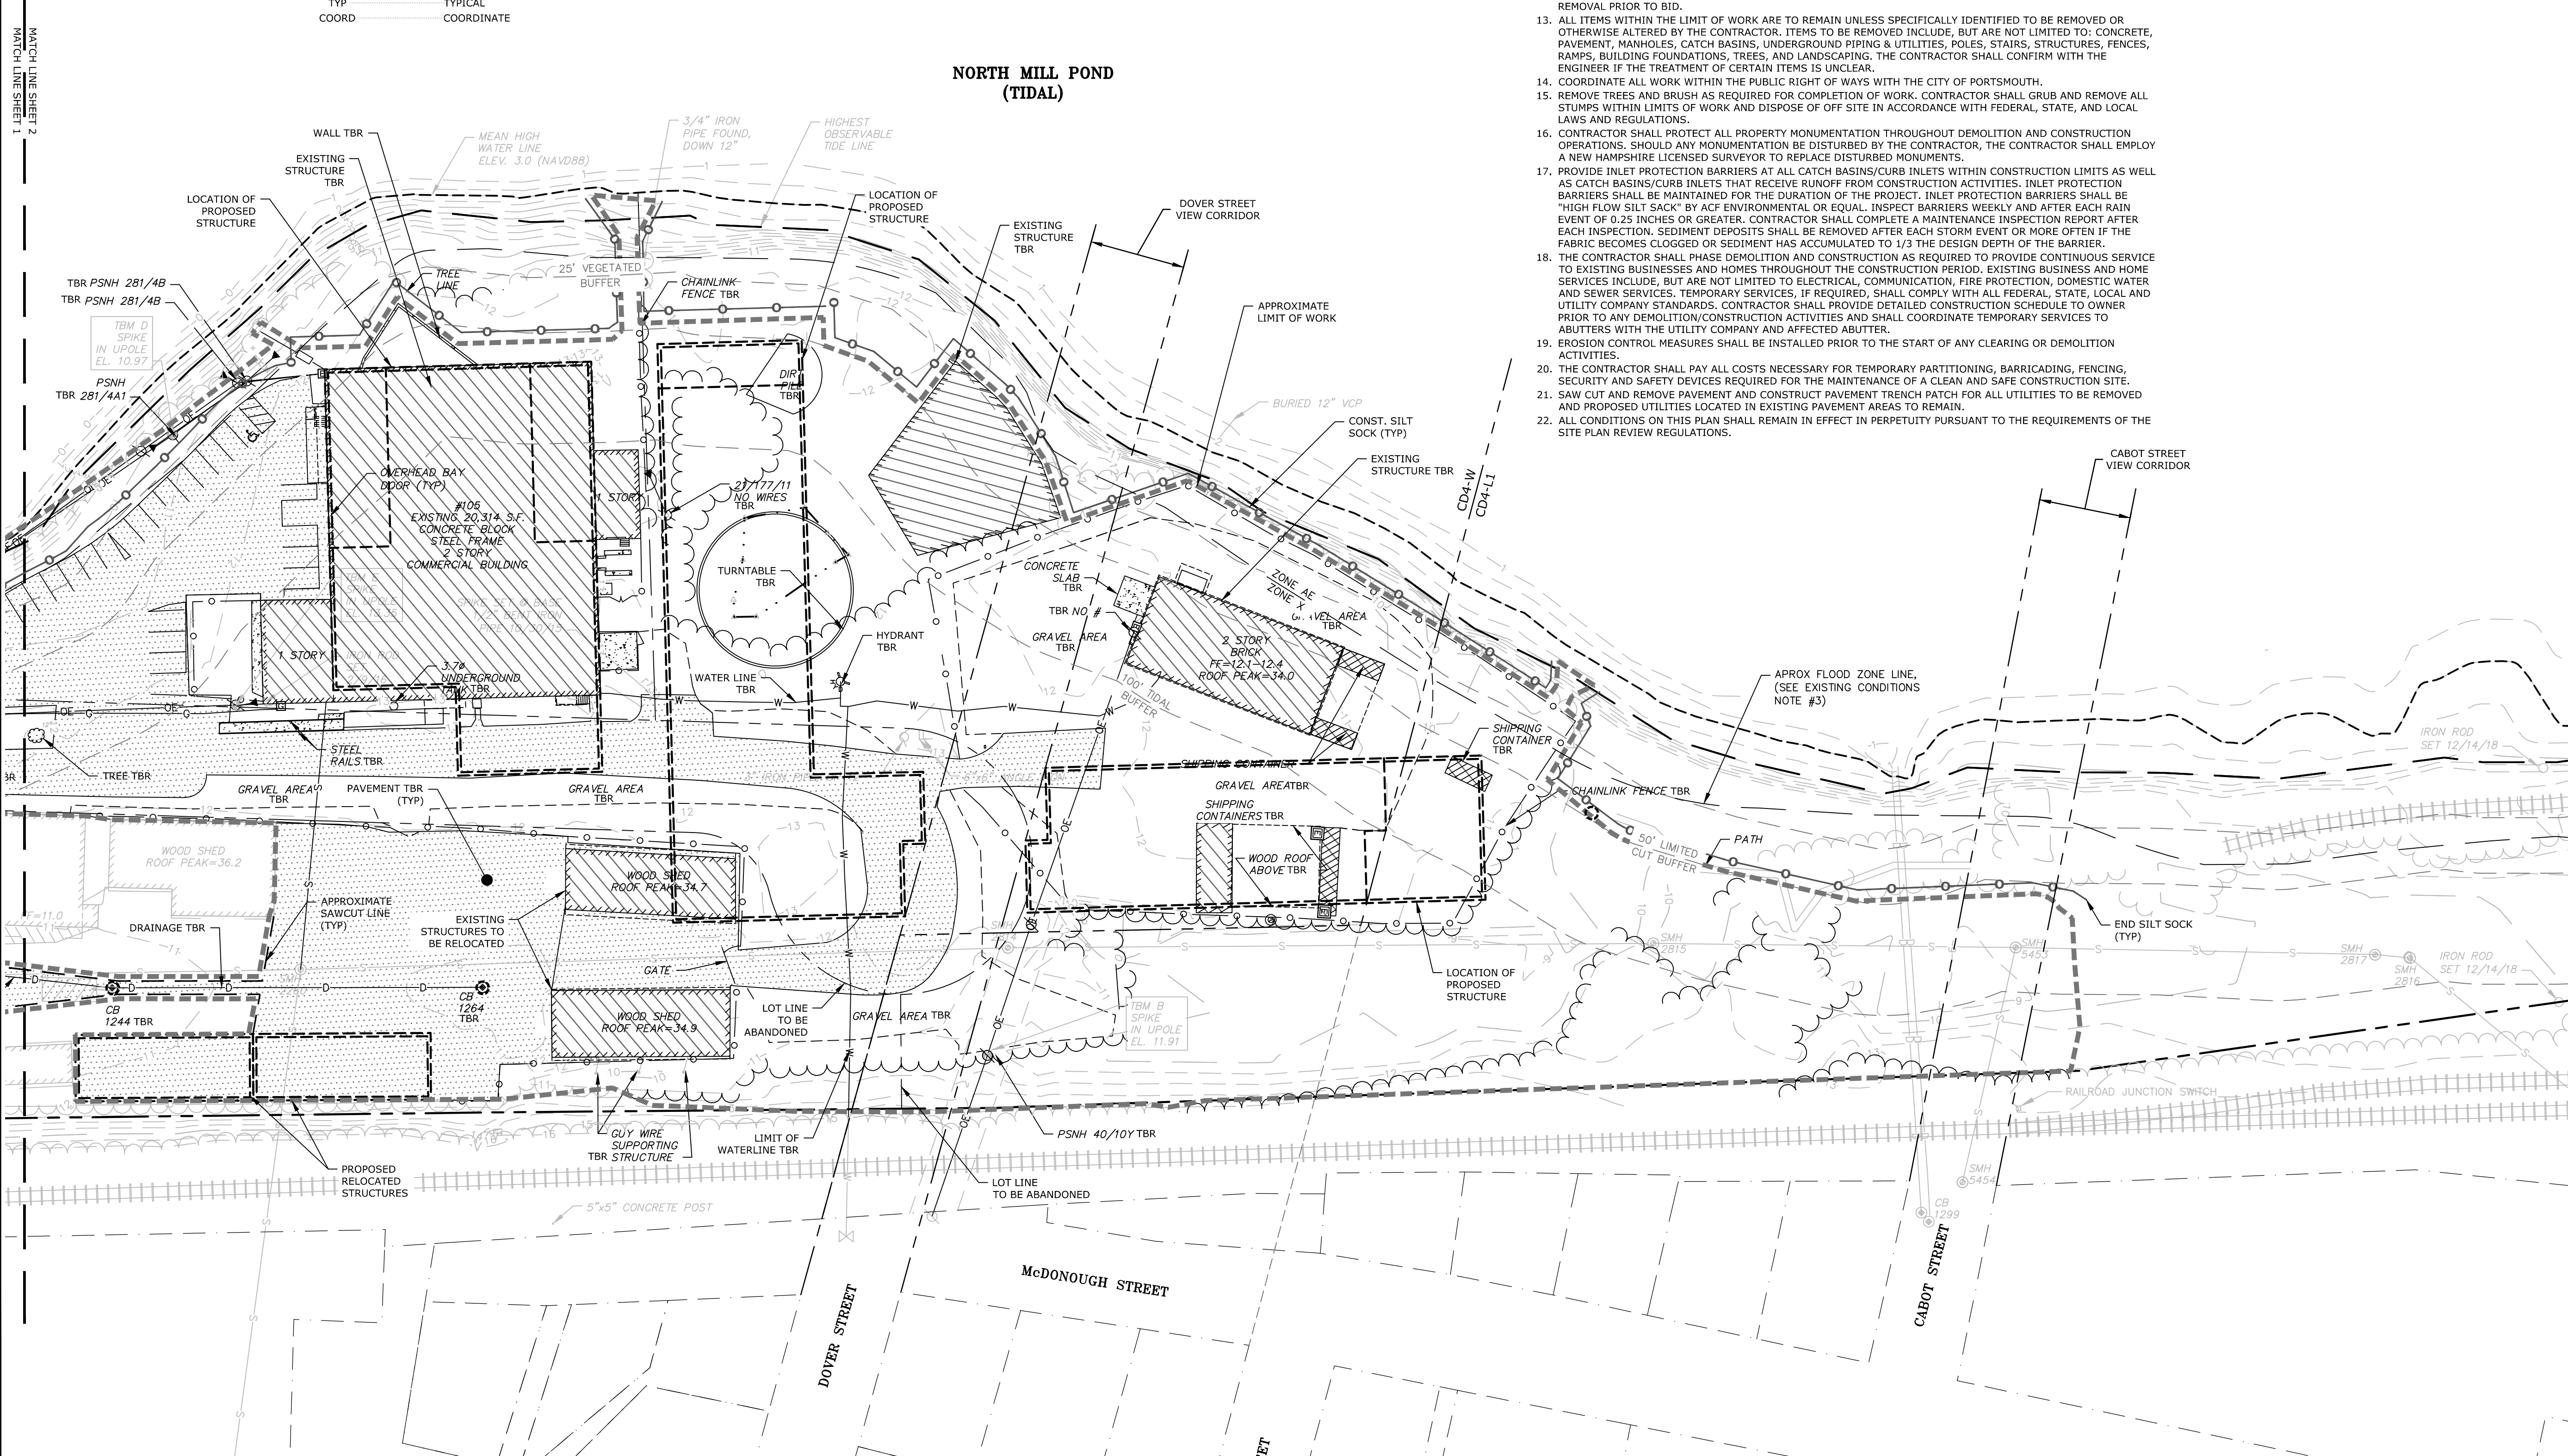 TYP TYPICAL
COORD COORDINATE
MATCH LINE SHEET 2
MATCH LINE SHEET 1
NORTH MILL POND
(TIDAL)
REMOVAL PRIOR TO BID.
13. ALL ITEMS WITHIN THE LIMIT OF WORK ARE TO REMAIN UNLESS SPECIFICALLY IDENTIFIED TO BE REMOVED OR
OTHERWISE ALTERED BY THE CONTRACTOR. ITEMS TO BE REMOVED INCLUDE, BUT ARE NOT LIMITED TO: CONCRETE,
PAVEMENT, MANHOLES, CATCH BASINS, UNDERGROUND PIPING & UTILITIES, POLES, STAIRS, STRUCTURES, FENCES,
RAMPS, BUILDING FOUNDATIONS, TREES, AND LANDSCAPING. THE CONTRACTOR SHALL CONFIRM WITH THE
ENGINEER IF THE TREATMENT OF CERTAIN ITEMS IS UNCLEAR.
14. COORDINATE ALL WORK WITHIN THE PUBLIC RIGHT OF WAYS WITH THE CITY OF PORTSMOUTH.
15. REMOVE TREES AND BRUSH AS REQUIRED FOR COMPLETION OF WORK. CONTRACTOR SHALL GRUB AND REMOVE ALL
STUMPS WITHIN LIMITS OF WORK AND DISPOSE OF OFF SITE IN ACCORDANCE WITH FEDERAL, STATE, AND LOCAL
LAWS AND REGULATIONS.
16. CONTRACTOR SHALL PROTECT ALL PROPERTY MONUMENTATION THROUGHOUT DEMOLITION AND CONSTRUCTION
OPERATIONS. SHOULD ANY MONUMENTATION BE DISTURBED BY THE CONTRACTOR, THE CONTRACTOR SHALL EMPLOY
A NEW HAMPSHIRE LICENSED SURVEYOR TO REPLACE DISTURBED MONUMENTS.
17. PROVIDE INLET PROTECTION BARRIERS AT ALL CATCH BASINS/CURB INLETS WITHIN CONSTRUCTION LIMITS AS WELL
AS CATCH BASINS/CURB INLETS THAT RECEIVE RUNOFF FROM CONSTRUCTION ACTIVITIES. INLET PROTECTION
BARRIERS SHALL BE MAINTAINED FOR THE DURATION OF THE PROJECT. INLET PROTECTION BARRIERS SHALL BE
"HIGH FLOW SILT SACK" BY ACF ENVIRONMENTAL OR EQUAL. INSPECT BARRIERS WEEKLY AND AFTER EACH RAIN
EVENT OF 0.25 INCHES OR GREATER. CONTRACTOR SHALL COMPLETE A MAINTENANCE INSPECTION REPORT AFTER
EACH INSPECTION. SEDIMENT DEPOSITS SHALL BE REMOVED AFTER EACH STORM EVENT OR MORE OFTEN IF THE
FABRIC BECOMES CLOGGED OR SEDIMENT HAS ACCUMULATED TO 1/3 THE DESIGN DEPTH OF THE BARRIER.
18. THE CONTRACTOR SHALL PHASE DEMOLITION AND CONSTRUCTION AS REQUIRED TO PROVIDE CONTINUOUS SERVICE
TO EXISTING BUSINESSES AND HOMES THROUGHOUT THE CONSTRUCTION PERIOD. EXISTING BUSINESS AND HOME
SERVICES INCLUDE, BUT ARE NOT LIMITED TO ELECTRICAL, COMMUNICATION, FIRE PROTECTION, DOMESTIC WATER
AND SEWER SERVICES. TEMPORARY SERVICES, IF REQUIRED, SHALL COMPLY WITH ALL FEDERAL, STATE, LOCAL AND
UTILITY COMPANY STANDARDS. CONTRACTOR SHALL PROVIDE DETAILED CONSTRUCTION SCHEDULE TO OWNER
PRIOR TO ANY DEMOLITION/CONSTRUCTION ACTIVITIES AND SHALL COORDINATE TEMPORARY SERVICES TO
ABUTTERS WITH THE UTILITY COMPANY AND AFFECTED ABUTTER.
19. EROSION CONTROL MEASURES SHALL BE INSTALLED PRIOR TO THE START OF ANY CLEARING OR DEMOLITION
ACTIVITIES.
20. THE CONTRACTOR SHALL PAY ALL COSTS NECESSARY FOR TEMPORARY PARTITIONING, BARRICADING, FENCING,
SECURITY AND SAFETY DEVICES REQUIRED FOR THE MAINTENANCE OF A CLEAN AND SAFE CONSTRUCTION SITE.
21. SAW CUT AND REMOVE PAVEMENT AND CONSTRUCT PAVEMENT TRENCH PATCH FOR ALL UTILITIES TO BE REMOVED
AND PROPOSED UTILITIES LOCATED IN EXISTING PAVEMENT AREAS TO REMAIN.
22. ALL CONDITIONS ON THIS PLAN SHALL REMAIN IN EFFECT IN PERPETUITY PURSUANT TO THE REQUIREMENTS OF THE
SITE PLAN REVIEW REGULATIONS.
WALL TBR
EXISTING
STRUCTURE
TBR
LOCATION OF
PROPOSED
STRUCTURE
MEAN HIGH
WATER LINE
ELEV. 3.0 (NAVD88)
3/4" IRON
PIPE FOUND,
DOWN 12"
HIGHEST
OBSERVABLE
TIDE LINE
LOCATION OF
PROPOSED
STRUCTURE
EXISTING
STRUCTURE
TBR
DOVER STREET
VIEW CORRIDOR
APPROXIMATE
LIMIT OF WORK
TBR PSNH 281/4B
TBR PSNH 281/4B
TBM D
SPIKE
IN UPOLE
EL. 10.97
PSNH
TBR 281/4A1
TREE
LINE
25' VEGETATED
BUFFER
CHAINLINK
FENCE TBR
BURIED 12" VCP
CONST. SILT
SOCK (TYP)
EXISTING
STRUCTURE TBR
CD4-W
CD4-L1
CABOT STREET
VIEW CORRIDOR
OVERHEAD BAY
DOOR (TYP)
#105
EXISTING 20,314 S.F.
CONCRETE BLOCK
STEEL FRAME
2 STORY
COMMERCIAL BUILDING
1 STORY
NO WIRES
TBR
TURNTABLE
TBR
HYDRANT
TBR
WATER LINE
TBR
CONCRETE
SLAB
TBR
TBR NO #
GRAVEL AREA
TBR
ZONE AE
ZONE X
TBR
2 STORY
BRICK
FF=12.1-12.4
ROOF PEAK=34.0
100' TIDAL
BUFFER
TBM E
SPIKE
IN UPOLE
SPIKE SET @ BASE
1 STORY
IRON ROD
SET
3.7ø
UNDERGROUND
TANK TBR
STEEL
RAILS TBR
TREE TBR
GRAVEL AREA
TBR
PAVEMENT TBR
(TYP)
GRAVEL AREA
TBR
SHIPPING CONTAINER
GRAVEL AREA TBR
SHIPPING
CONTAINERS TBR
WOOD ROOF
ABOVE TBR
SHIPPING
CONTAINER
TBR
CHAINLINK FENCE TBR
APROX FLOOD ZONE LINE,
(SEE EXISTING CONDITIONS
NOTE #3)
IRON ROD
SET 12/14/18
50' LIMITED
CUT BUFFER
PATH
END SILT SOCK
(TYP)
WOOD SHED
ROOF PEAK=36.2
WOOD SHED
ROOF PEAK=34.7
APPROXIMATE
SAWCUT LINE
(TYP)
DRAINAGE TBR
EXISTING
STRUCTURES TO
BE RELOCATED
GATE
CB
1244 TBR
CB
1264
TBR
WOOD SHED
ROOF PEAK=34.9
LOT LINE
TO BE
ABANDONED
GRAVEL AREA TBR
TBM B
SPIKE
IN UPOLE
EL. 11.91
LOCATION OF
PROPOSED
STRUCTURE
SMH
2815
SMH
5453
SMH
2817
SMH
2816
IRON ROD
SET 12/14/18
RAILROAD JUNCTION SWITCH
GUY WIRE
SUPPORTING
TBR STRUCTURE
LIMIT OF
WATERLINE TBR
PSNH 40/10Y TBR
LOT LINE
TO BE ABANDONED
PROPOSED
RELOCATED
STRUCTURES
5"x5" CONCRETE POST
SMH
5454
CB
1299
McDONOUGH STREET
DOVER STREET
CABOT STREET